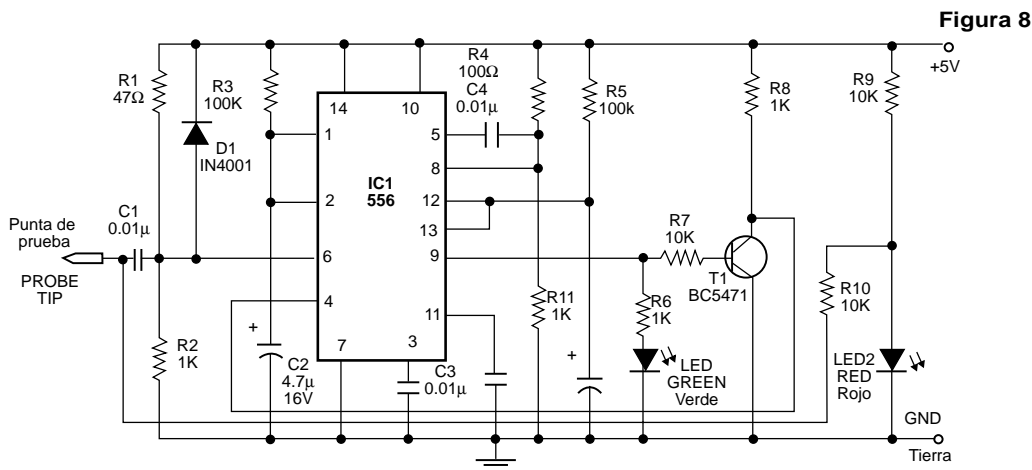 Figura 8
+5V
R1
47Ω
R3
100K
D1
IN4001
R4
100Ω
C4
0.01µ
R5
100k
R8
1K
R9
10K
14
10
1
5
8
2
IC1
556
12
13
6
9
4
11
7
3
Punta de
prueba
PROBE
TIP
C1
0.01µ
R7
10K
T1
BC5471
R10
10K
R11
1K
R6
1K
R2
1K
+
C2
4.7µ
16V
C3
0.01µ
+
LED
GREEN
Verde
LED2
RED
Rojo
GND
Tierra